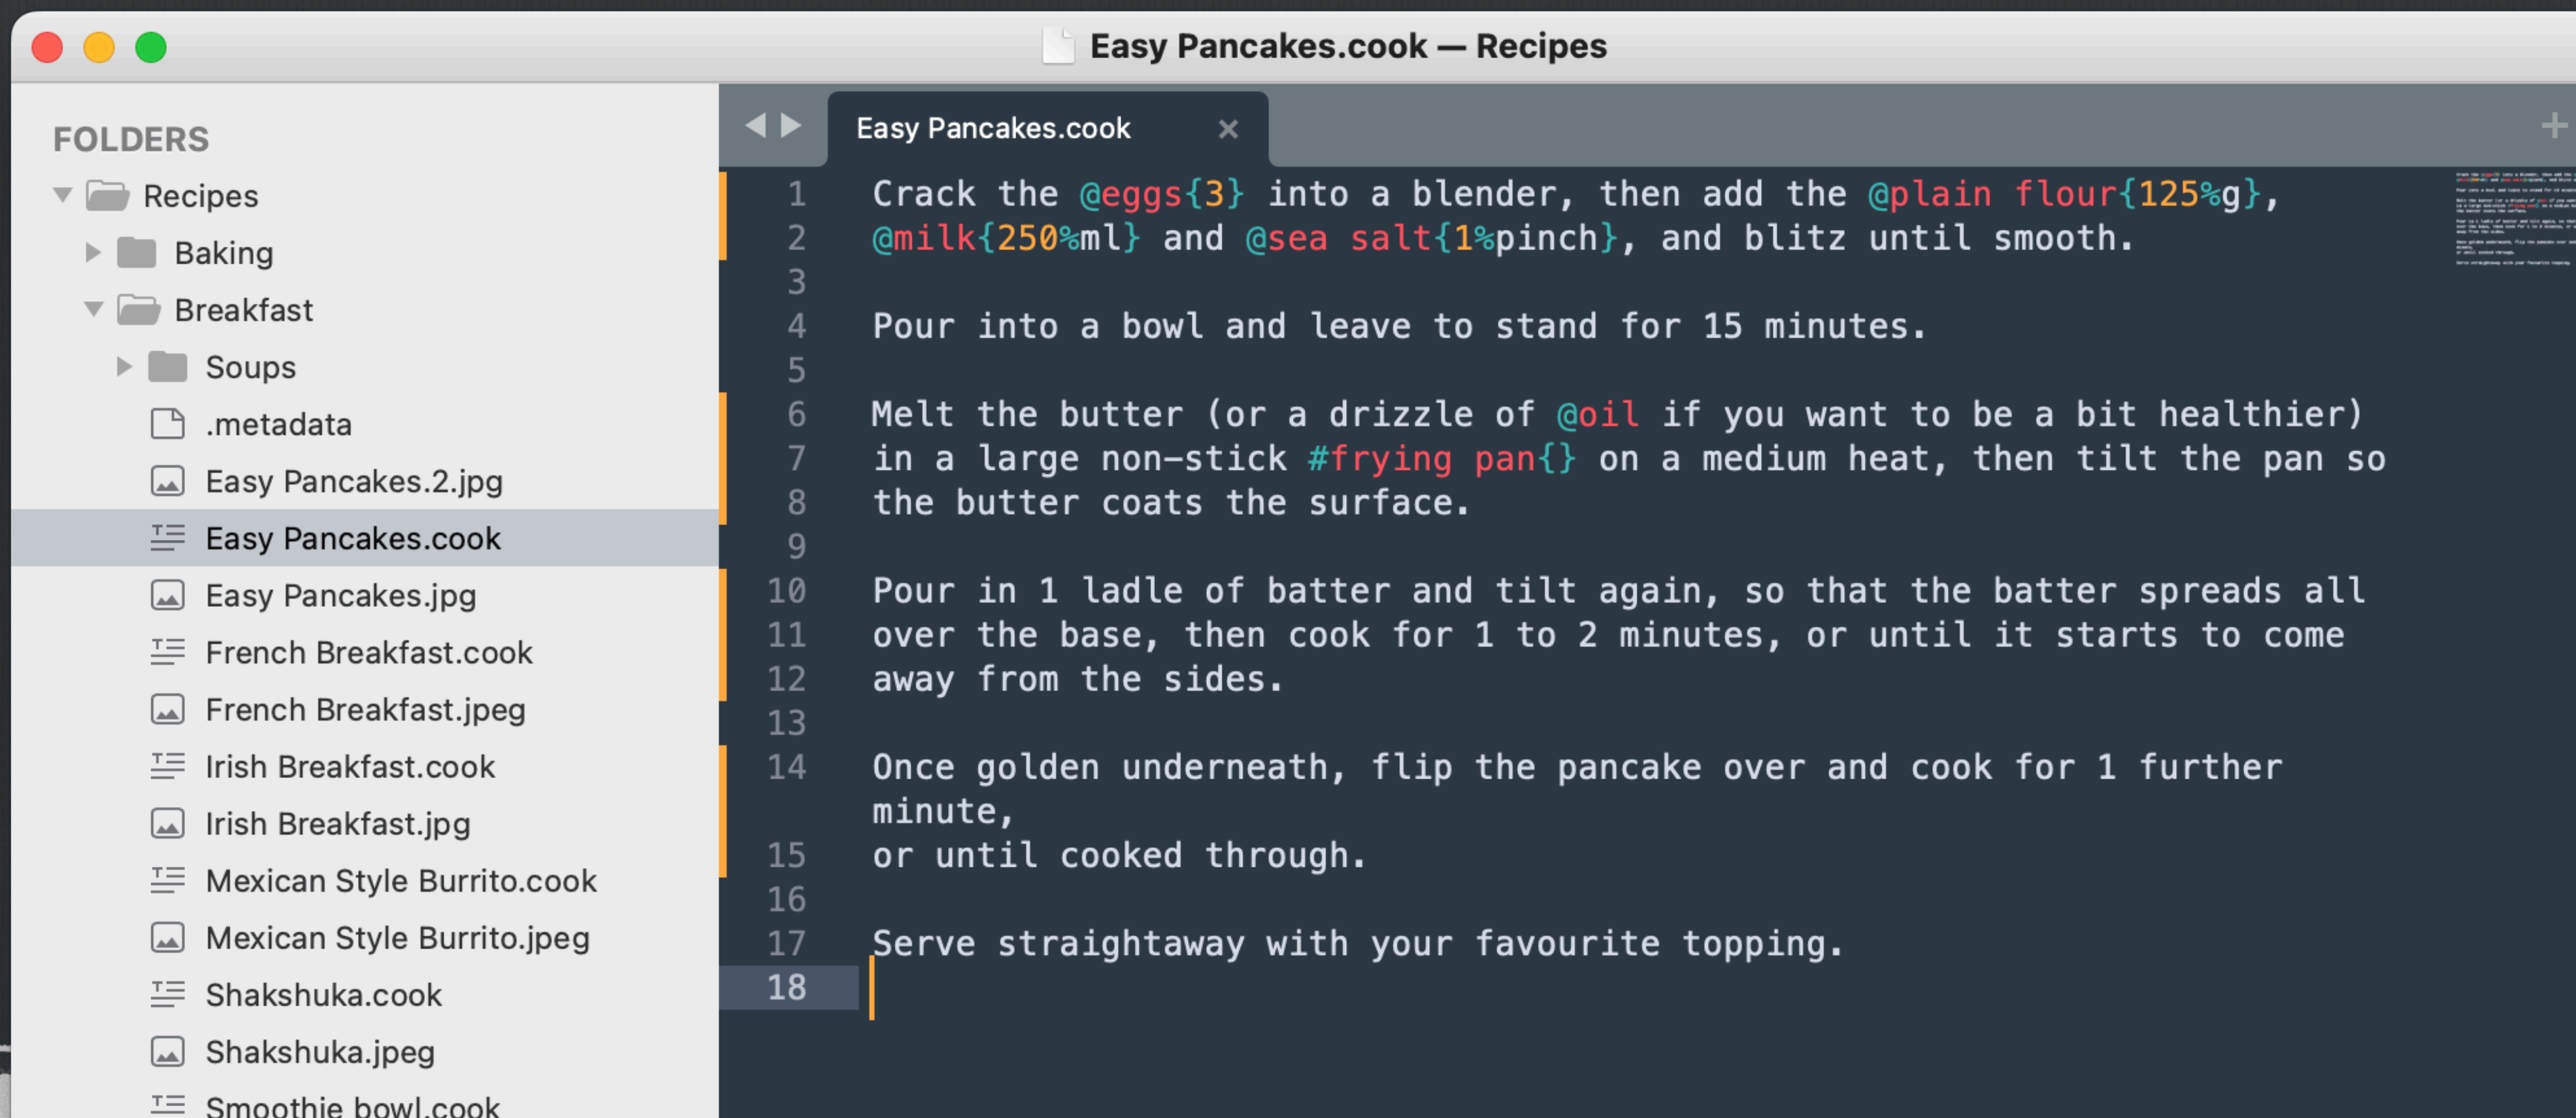 Easy Pancakes.cook — Recipes
FOLDERS
Recipes
Baking
Breakfast
Soups
.metadata
Easy Pancakes.2.jpg
Easy Pancakes.cook
Easy Pancakes.jpg
French Breakfast.cook
French Breakfast.jpeg
Irish Breakfast.cook
Irish Breakfast.jpg
Mexican Style Burrito.cook
Mexican Style Burrito.jpeg
Shakshuka.cook
Shakshuka.jpeg
Smoothie bowl.cook
Easy Pancakes.cook ×
1 Crack the @eggs{3} into a blender, then add the @plain flour{125%g},
2 @milk{250%ml} and @sea salt{1%pinch}, and blitz until smooth.
3
4 Pour into a bowl and leave to stand for 15 minutes.
5
6 Melt the butter (or a drizzle of @oil if you want to be a bit healthier)
7 in a large non-stick #frying pan{} on a medium heat, then tilt the pan so
8 the butter coats the surface.
9
10 Pour in 1 ladle of batter and tilt again, so that the batter spreads all
11 over the base, then cook for 1 to 2 minutes, or until it starts to come
12 away from the sides.
13
14 Once golden underneath, flip the pancake over and cook for 1 further
minute,
15 or until cooked through.
16
17 Serve straightaway with your favourite topping.
18